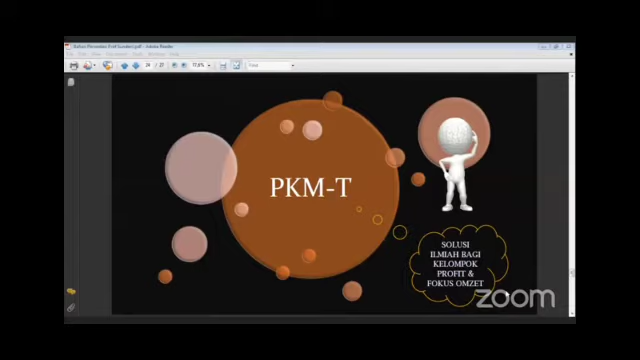 PKM-T
SOLUSI
ILMIAH BAGI
KELOMPOK
PROFIT &
FOKUS OMZET
zoom